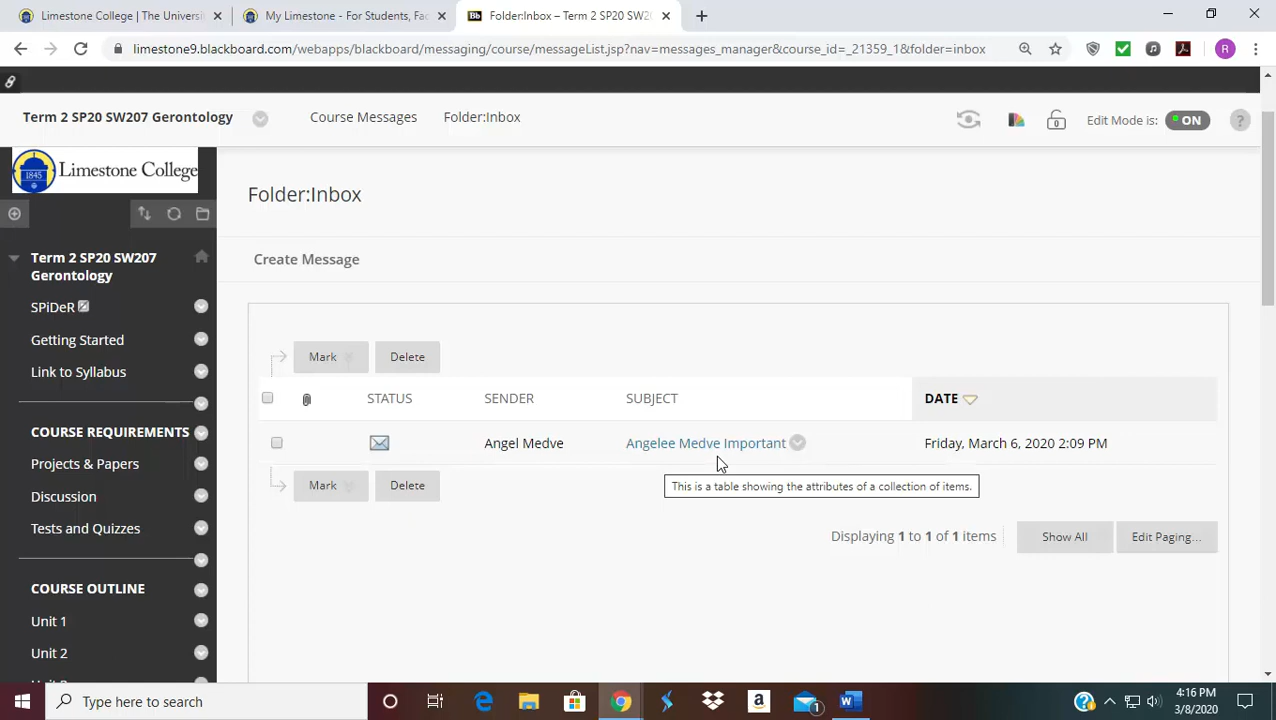 Limestone College | The Universi
My Limestone - For Students, Fac
Bb Folder:Inbox – Term 2 SP20 SW207
limestone9.blackboard.com/webapps/blackboard/messaging/course/messageList.jsp?nav=messages_manager&course_id=_21359_1&folder=inbox
R
Term 2 SP20 SW207 Gerontology
Course Messages
Folder:Inbox
0
Edit Mode is:
ON
?
1845
Limestone College
Folder:Inbox
Create Message
Term 2 SP20 SW207
Gerontology
SPiDeR
Getting Started
Link to Syllabus
COURSE REQUIREMENTS
Projects & Papers
Discussion
Tests and Quizzes
COURSE OUTLINE
Unit 1
Unit 2
Mark
Delete
STATUS SENDER SUBJECT DATE
Angel Medve Angelee Medve Important Friday, March 6, 2020 2:09 PM
Mark
Delete
This is a table showing the attributes of a collection of items.
Displaying 1 to 1 of 1 items
Show All
Edit Paging...
Type here to search
1
4:16 PM
3/8/2020